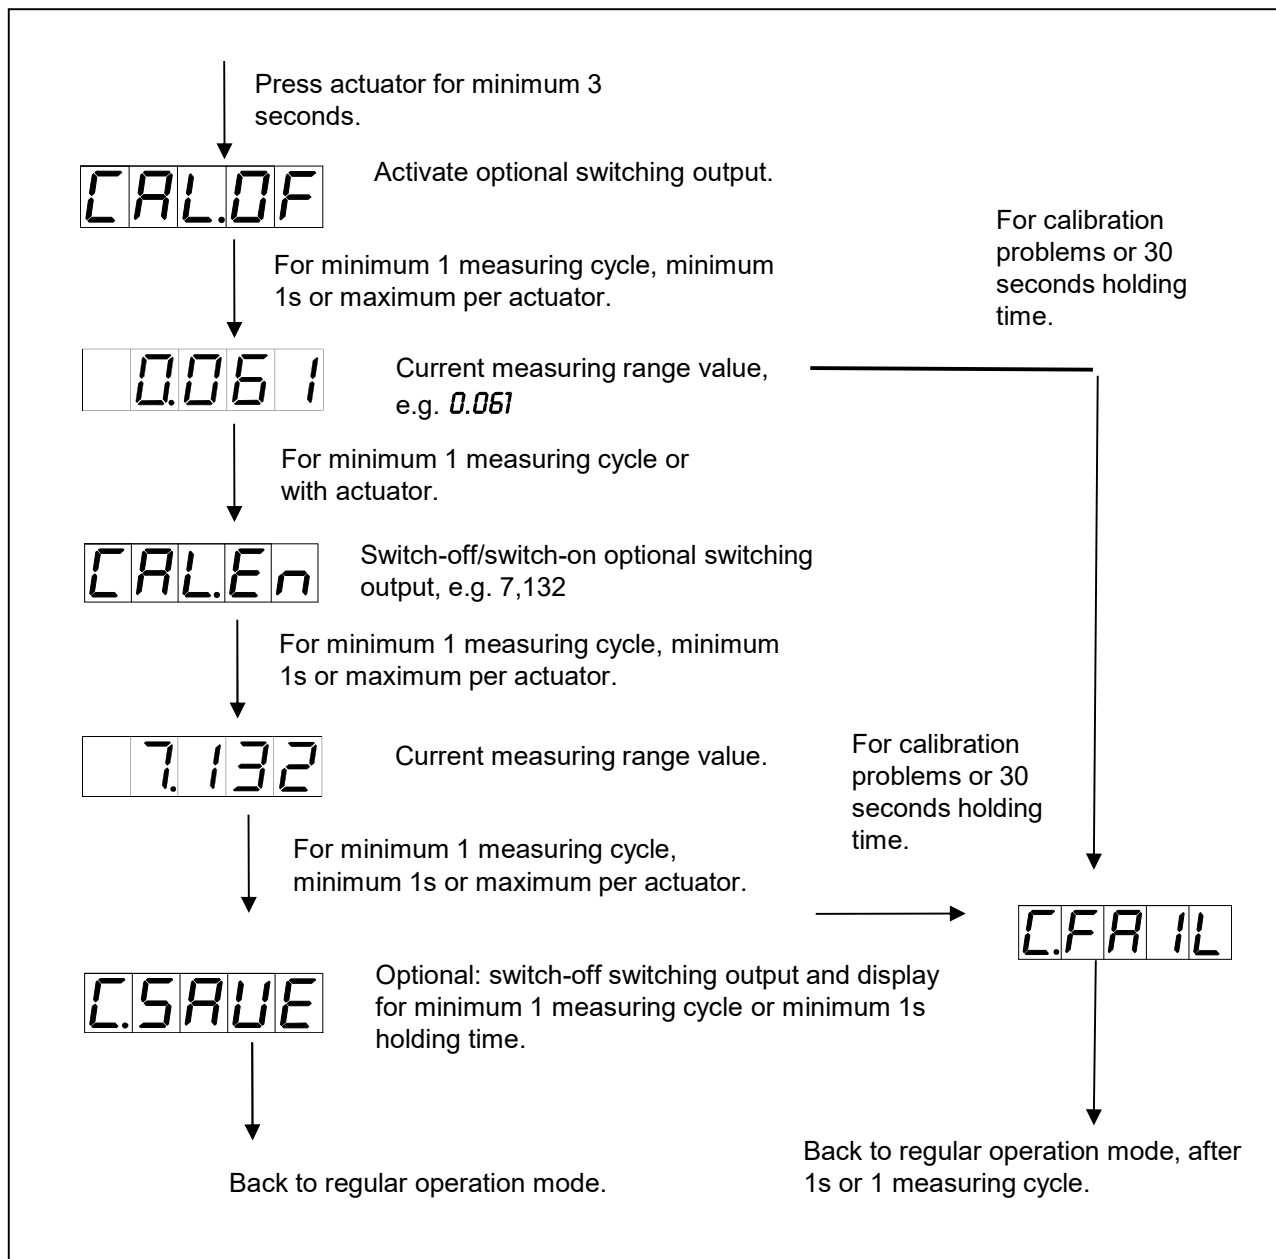 Press actuator for minimum 3
seconds.
CAL.OF
Activate optional switching output.
For minimum 1 measuring cycle, minimum
1s or maximum per actuator.
For calibration
problems or 30
seconds holding
time.
0.061
Current measuring range value,
e.g. 0.061
For minimum 1 measuring cycle or
with actuator.
CAL.En
Switch-off/switch-on optional switching
output, e.g. 7,132
For minimum 1 measuring cycle, minimum
1s or maximum per actuator.
7.132
Current measuring range value.
For calibration
problems or 30
seconds holding
time.
For minimum 1 measuring cycle,
minimum 1s or maximum per actuator.
C.FAIL
C.SAVE
Optional: switch-off switching output and display
for minimum 1 measuring cycle or minimum 1s
holding time.
Back to regular operation mode.
Back to regular operation mode, after
1s or 1 measuring cycle.